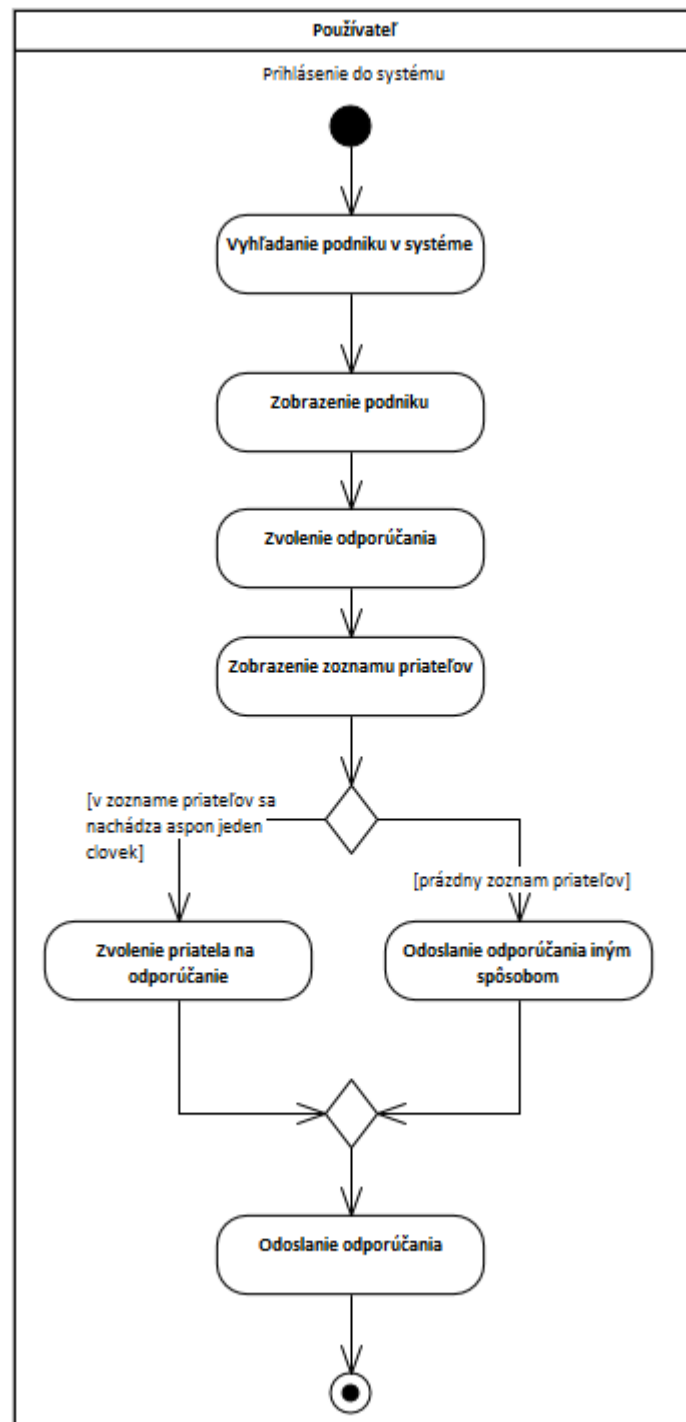 Používateľ
Prihlásenie do systému
Vyhľadanie podniku v systéme
Zobrazenie podniku
Zvolenie odporúčania
Zobrazenie zoznamu priateľov
[v zozname priateľov sa
nachádza aspon jeden
clovek]
[prázdny zoznam priateľov]
Zvolenie priatela na
odporúčanie
Odoslanie odporúčania iným
spôsobom
Odoslanie odporúčania